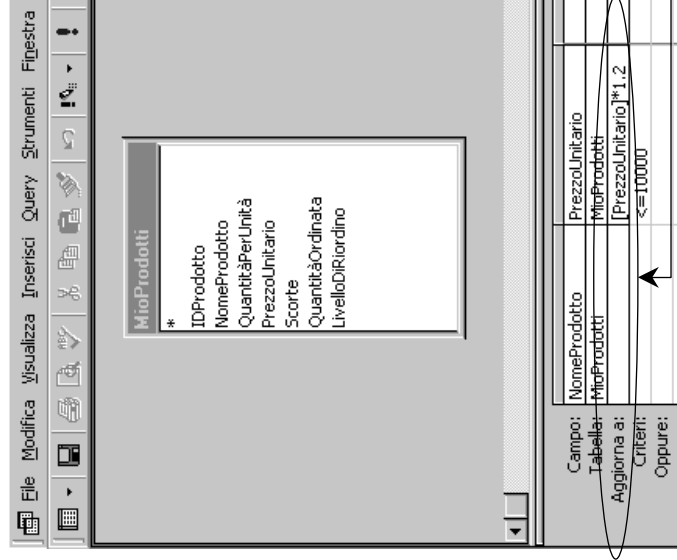 File Modifica Visualizza Inserisci Query Strumenti Finestra
MioProdotti
*
IDProdotto
NomeProdotto
QuantitàPerUnità
PrezzoUnitario
Scorte
QuantitàOrdinata
LivelloDiRiordino
Campo: NomeProdotto PrezzoUnitario
Tabella: MioProdotti MioProdotti
Aggiorna a: [PrezzoUnitario]*1.2
Criteri: <=10000
Oppure: